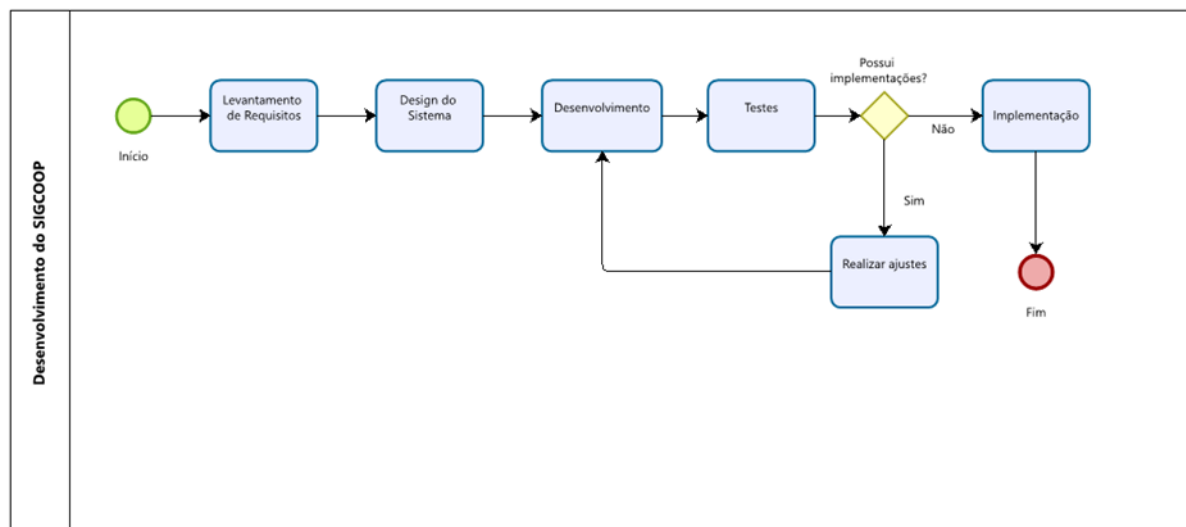 Desenvolvimento do SIGCOOP
Início
Levantamento
de Requisitos
Design do
Sistema
Desenvolvimento
Testes
Possui
implementações?
Não
Sim
Implementação
Realizar ajustes
Fim